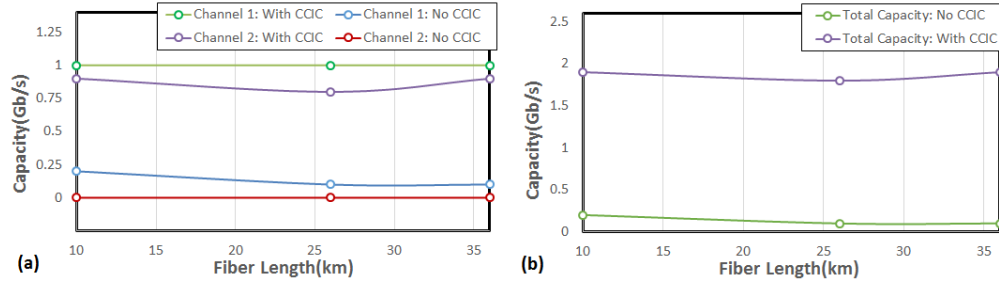 Channel 1: With CCIC Channel 1: No CCIC
Channel 2: With CCIC Channel 2: No CCIC
1.25
1
0.75
0.5
0.25
0
Capacity(Gb/s)
10 15 20 25 30 35
Fiber Length(km)
(a)
Total Capacity: No CCIC
Total Capacity: With CCIC
2.5
2
1.5
1
0.5
0
Capacity(Gb/s)
10 15 20 25 30 35
Fiber Length(km)
(b)